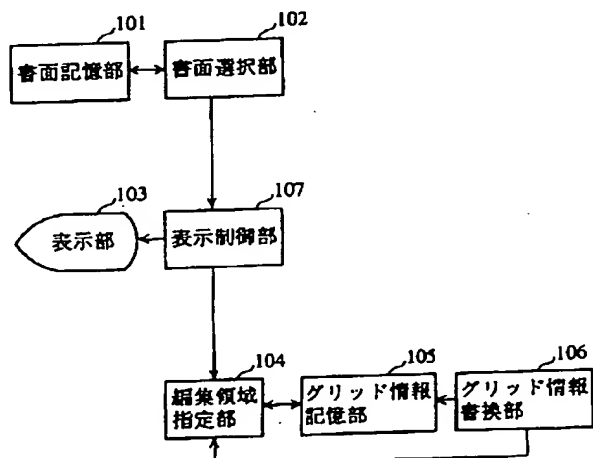 101
書面記憶部
102
書面選択部
103
表示部
107
表示制御部
104
編集領域
指定部
105
グリッド情報
記憶部
106
グリッド情報
書換部